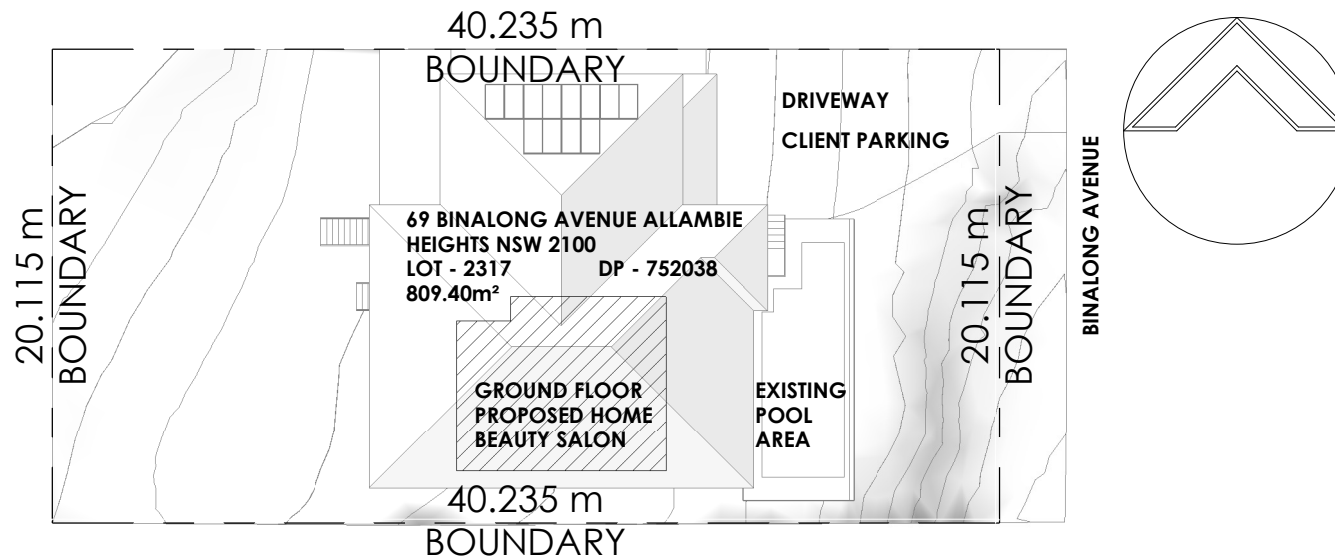 40.235 m
BOUNDARY
DRIVEWAY
CLIENT PARKING
BINALONG AVENUE
20.115 m
BOUNDARY
69 BINALONG AVENUE ALLAMBIE
HEIGHTS NSW 2100
LOT - 2317 DP - 752038
809.40m²
20.115 m
BOUNDARY
GROUND FLOOR
PROPOSED HOME
BEAUTY SALON
EXISTING
POOL
AREA
40.235 m
BOUNDARY